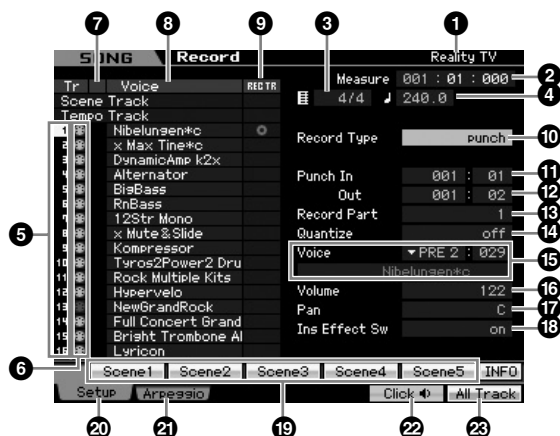 7 8 9 3 1
SONG Record Reality TV
Measure 001 : 01 : 000 2
Tr Voice REC TR 4/4 240.0 4
Scene Track
Tempo Track
1 Nibelungen*c
2 x Max Tine*c Record Type punch 10
3 DynamicAmp k2x
4 Alternator Punch In 001 : 01 11
5 BigBass Out 001 : 02 12
6 RnBass Record Part 1 13
7 12Str Mono Quantize off 14
5 8 x Mute&Slide Voice PRE 2 : 029 15
9 Kompressor Nibelungen*c
10 Tyros2Power2 Dru
11 Rock Multiple Kits Volume 122 16
12 Hypervelo Pan C 17
13 NewGrandRock Ins Effect Sw on 18
14 Full Concert Grand
15 Bright Trombone Al
16 Lyricon
6 Scene1 Scene2 Scene3 Scene4 Scene5 INFO
Setup Arpeggio Click All Track
20 21 19 22 23